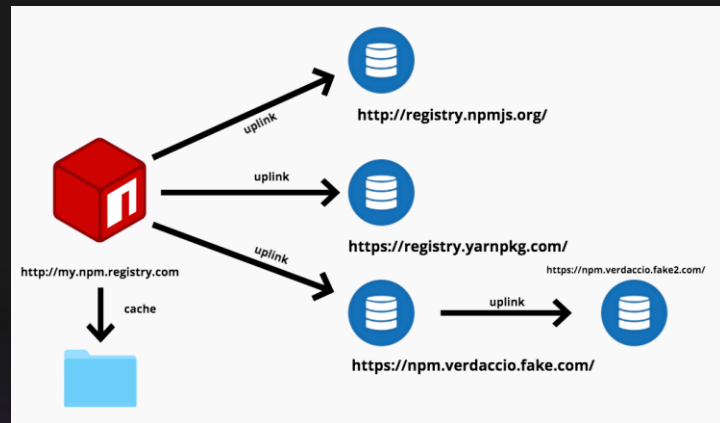 http://registry.npmjs.org/
uplink
uplink
https://registry.yarnpkg.com/
uplink
http://my.npm.registry.com
https://npm.verdaccio.fake2.com/
cache
uplink
https://npm.verdaccio.fake.com/